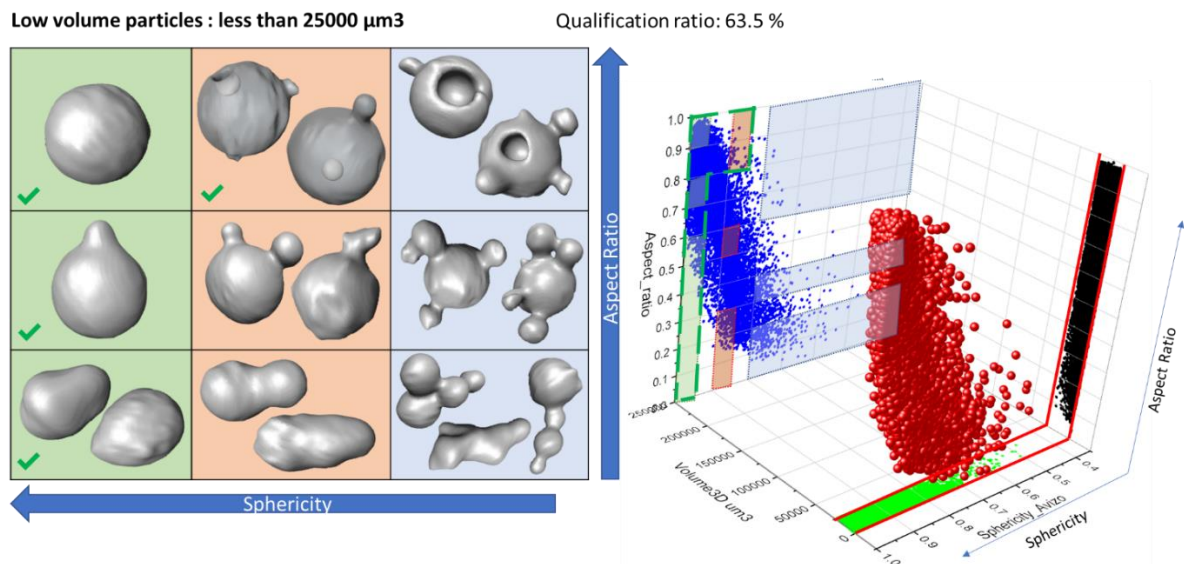 Low volume particles : less than 25000 µm3
Qualification ratio: 63.5 %
Aspect Ratio
Sphericity
1.0
0.9
0.8
0.7
0.6
0.5
0.4
0.3
0.2
0.1
Aspect_ratio
200000
150000
100000
50000
0
Volume3D um3
1.0
0.9
0.8
0.7
0.6
0.5
0.4
Sphericity_Avizo
Sphericity
Aspect Ratio